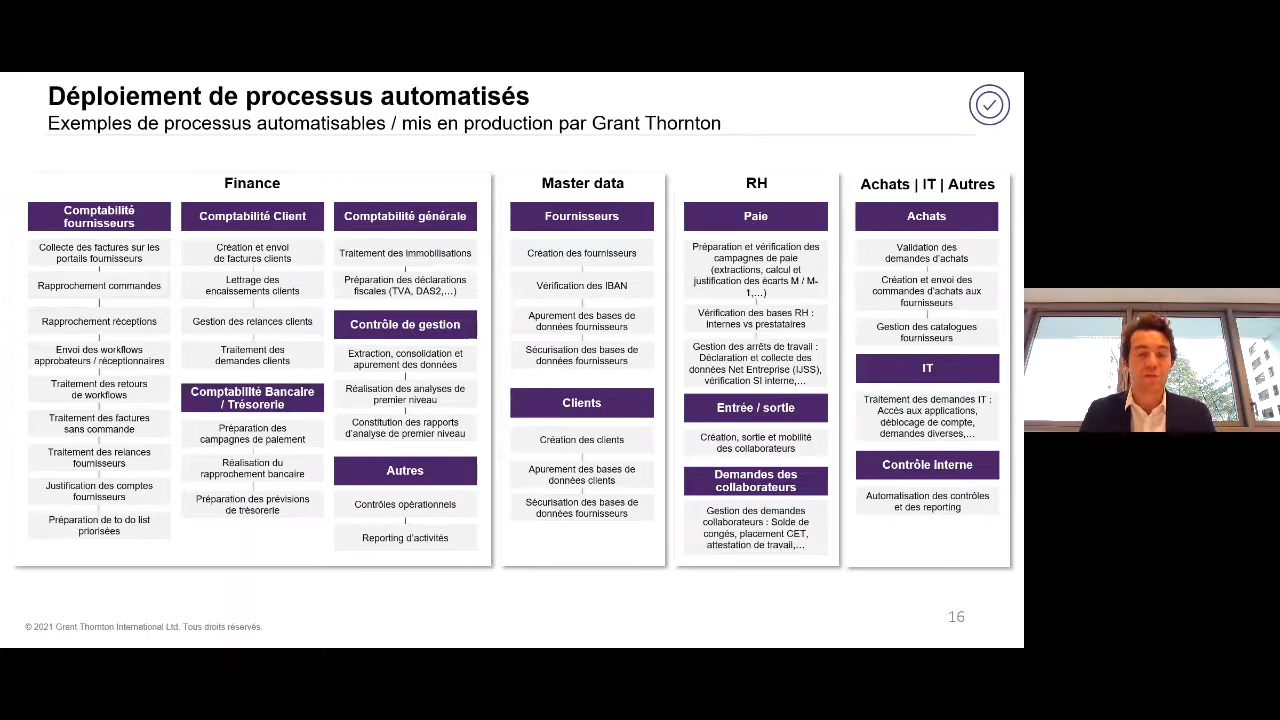 Déploiement de processus automatisés
Exemples de processus automatisables / mis en production par Grant Thornton
Finance
Comptabilité
fournisseurs
Collecte des factures sur les
portails fournisseurs
Rapprochement commandes
Rapprochement réceptions
Envoi des workflows
approbateurs / réceptionnaires
Traitement des retours
de workflows
Traitement des factures
sans commande
Traitement des relances
fournisseurs
Justification des comptes
fournisseurs
Préparation de to do list
priorisées
Comptabilité Client
Création et envoi
de factures clients
Lettrage des
encaissements clients
Gestion des relances clients
Traitement des
demandes clients
Comptabilité Bancaire
/ Trésorerie
Préparation des
campagnes de paiement
Réalisation du
rapprochement bancaire
Préparation des prévisions
de trésorerie
Comptabilité générale
Traitement des immobilisations
Préparation des déclarations
fiscales (TVA, DAS2,…)
Contrôle de gestion
Extraction, consolidation et
apurement des données
Réalisation des analyses de
premier niveau
Constitution des rapports
d'analyse de premier niveau
Autres
Contrôles opérationnels
Reporting d'activités
Master data
Fournisseurs
Création des fournisseurs
Vérification des IBAN
Apurement des bases de
données fournisseurs
Sécurisation des bases de
données fournisseurs
Clients
Création des clients
Apurement des bases de
données clients
Sécurisation des bases de
données fournisseurs
RH
Paie
Préparation et vérification des
campagnes de paie
(extractions, calcul et
justification des écarts M / M-
1,…)
Vérification des bases RH :
Internes vs prestataires
Gestion des arrêts de travail :
Déclaration et collecte des
données Net Entreprise (IJSS),
vérification SI interne,…
Entrée / sortie
Création, sortie et mobilité
des collaborateurs
Demandes des
collaborateurs
Gestion des demandes
collaborateurs : Solde de
congés, placement CET,
attestation de travail,…
Achats | IT | Autres
Achats
Validation des
demandes d'achats
Création et envoi des
commandes d'achats aux
fournisseurs
Gestion des catalogues
fournisseurs
IT
Traitement des demandes IT :
Accès aux applications,
déblocage de compte,
demandes diverses,…
Contrôle Interne
Automatisation des contrôles
et des reporting
© 2021 Grant Thornton International Ltd. Tous droits réservés.
16